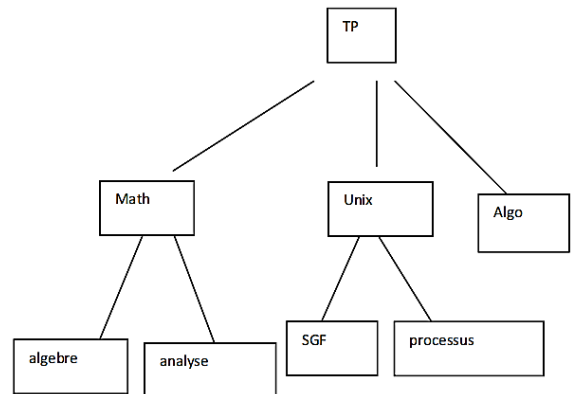 TP
Math
Unix
Algo
algebre
analyse
SGF
processus